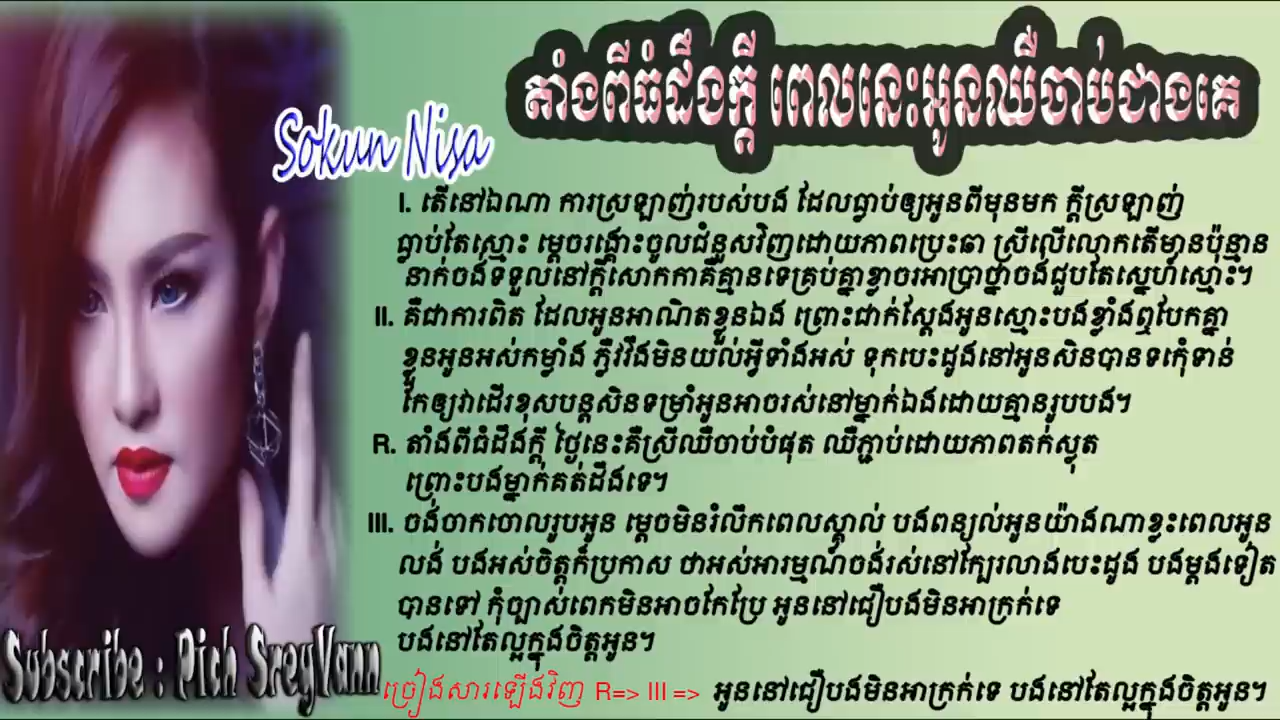 តាំងពីធំដឹងក្តី ពេលនេះអូនឈឺចាប់ជាងគេ
Sokun Nisa
I. តើនៅឯណា ការស្រឡាញ់របស់បង ដែលធ្លាប់ឲ្យអូនពីមុនមក ក្តីស្រឡាញ់
ធ្លាប់តែស្មោះ ម្តេចរង្គោះចូលជំនួសវិញដោយភាពប្រេះឆា ស្រីលើលោកតើមានប៉ុន្មាន
នាក់ចង់ទទួលនៅក្តីសោកកាគឺគ្មានទេគ្រប់គ្នាខ្លាចរអាប្រាថ្នាចង់ជួបតែស្នេហ៍ស្មោះ។
II. គឺជាការពិត ដែលអូនអាណិតខ្លួនឯង ព្រោះជាក់ស្តែងអូនស្មោះបងខ្លាំងឮបែកគ្នា
ខ្លួនអូនអស់កម្លាំង ភ្លឹវវឹងមិនយល់អ្វីទាំងអស់ ទុកបេះដូងនៅអូនសិនបានទកុំទាន់
កែឲ្យវាដើរខុសបន្តសិនទម្រាំអូនអាចរស់នៅម្នាក់ឯងដោយគ្មានរូបបង។
R. តាំងពីធំដឹងក្តី ថ្ងៃនេះគឺស្រីឈឺចាប់បំផុត ឈឺភ្ជាប់ដោយភាពតក់ស្លុត
ព្រោះបងម្នាក់គត់ដឹងទេ។
III. ចង់ចាកចោលរូបអូន ម្តេចមិនរំលឹកពេលស្គាល់ បងពន្យល់អូនយ៉ាងណាខ្លះពេលអូន
លង់ បងអស់ចិត្តក៏ប្រកាស ថាអស់អារម្មណ៍ចង់រស់នៅក្បែរលាងបេះដូង បងម្តងទៀត
បានទៅ កុំច្បាស់ពេកមិនអាចកែប្រែ អូននៅជឿបងមិនអាក្រក់ទេ
បងនៅតែល្អក្នុងចិត្តអូន។
Subscribe : Pich SreyVann
ច្រៀងសារឡើងវិញ R=> III => អូននៅជឿបងមិនអាក្រក់ទេ បងនៅតែល្អក្នុងចិត្តអូន។